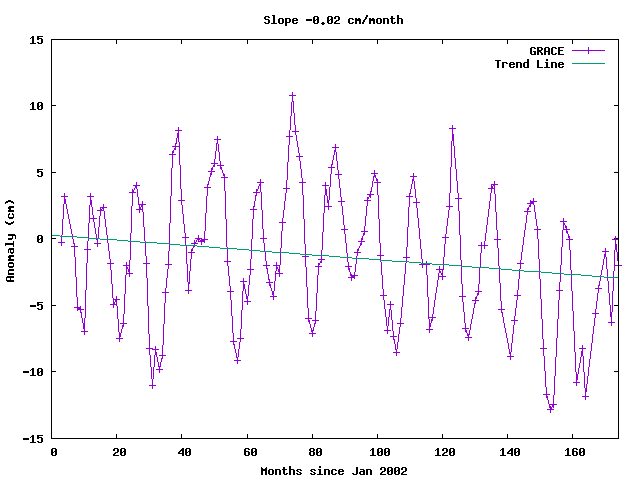 Slope -0.02 cm/month
GRACE
Trend Line
15
10
5
0
-5
-10
-15
Anomaly (cm)
0 20 40 60 80 100 120 140 160
Months since Jan 2002